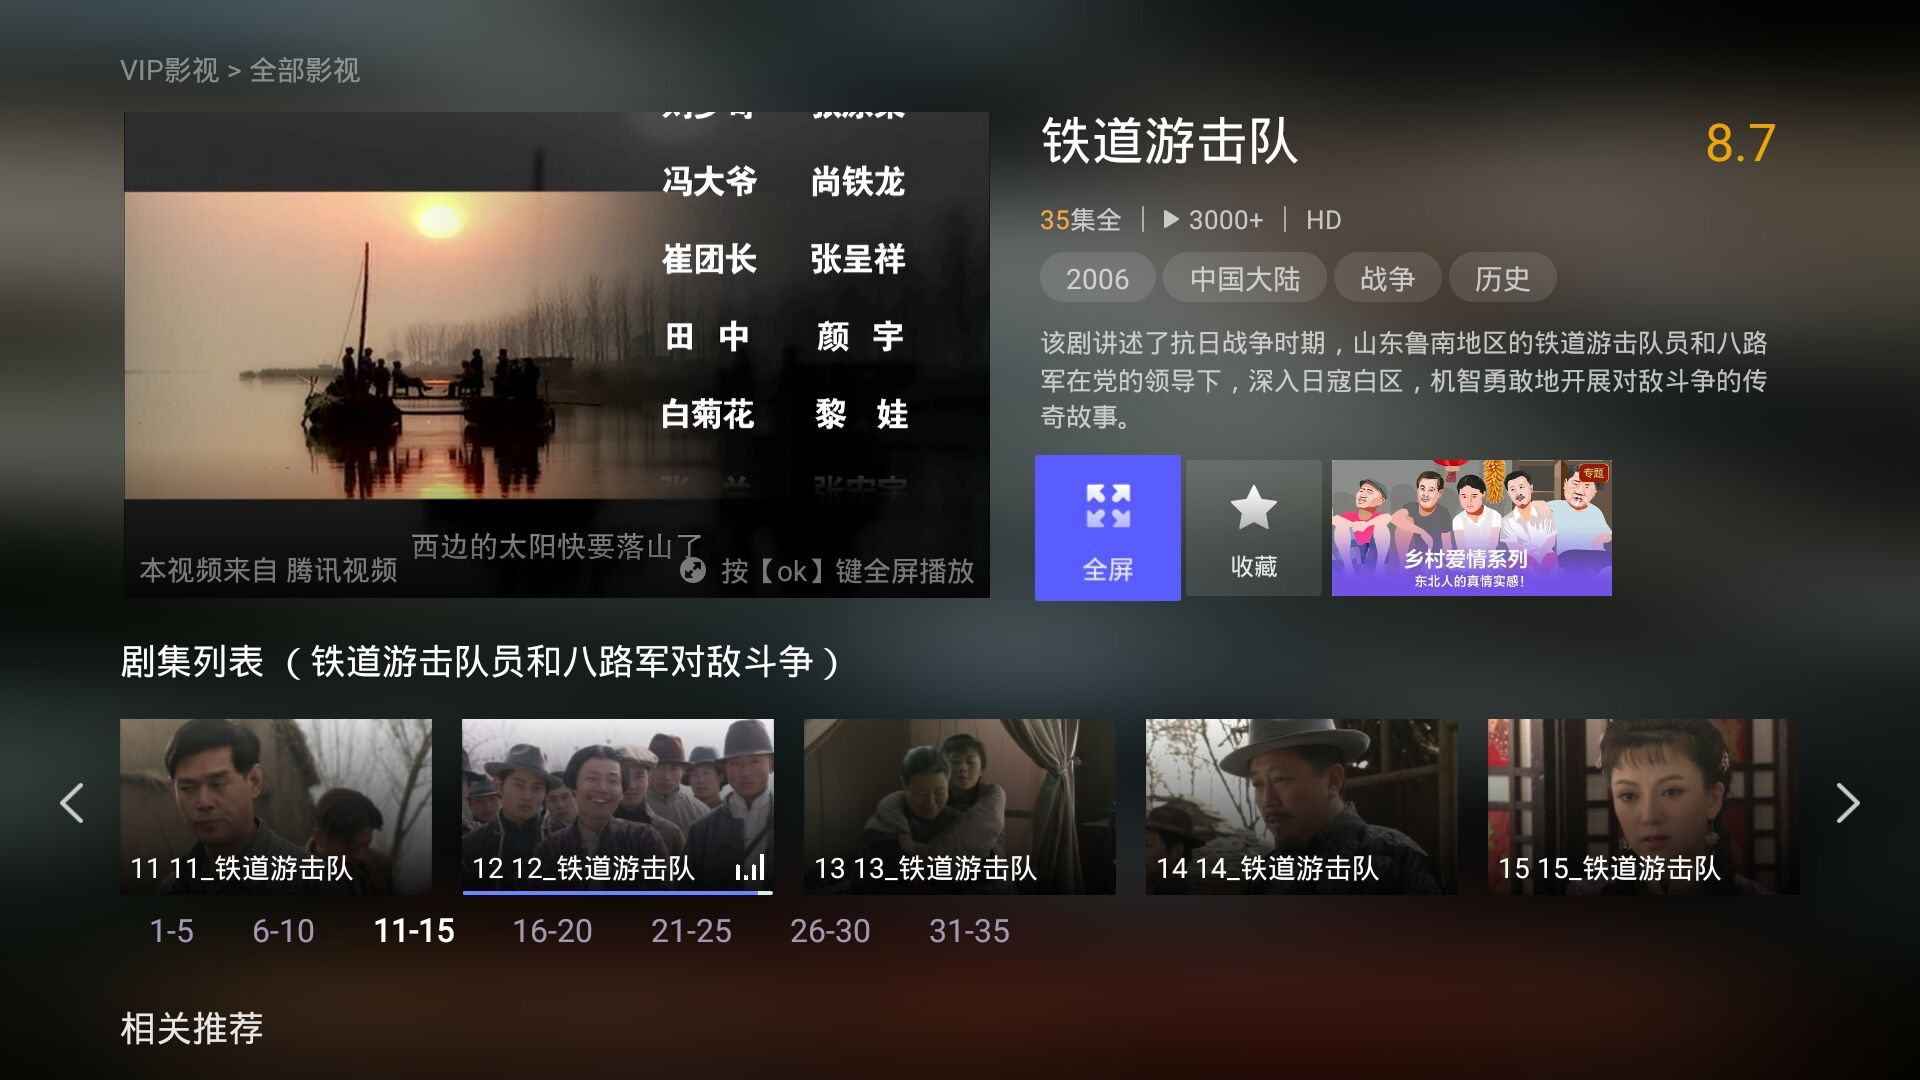 VIP影视 > 全部影视
冯大爷 尚铁龙
崔团长 张呈祥
田 中 颜 宇
白菊花 黎 娃
张 兰 张宏宇
西边的太阳快要落山了
本视频来自 腾讯视频
按【ok】键全屏播放
铁道游击队
8.7
35集全 | 3000+ | HD
2006 中国大陆 战争 历史
该剧讲述了抗日战争时期，山东鲁南地区的铁道游击队员和八路
军在党的领导下，深入日寇白区，机智勇敢地开展对敌斗争的传
奇故事。
全屏
收藏
专题
乡村爱情系列
东北人的真情实感！
剧集列表 （铁道游击队员和八路军对敌斗争）
11 11_铁道游击队
12 12_铁道游击队
13 13_铁道游击队
14 14_铁道游击队
15 15_铁道游击队
1-5 6-10 11-15 16-20 21-25 26-30 31-35
相关推荐